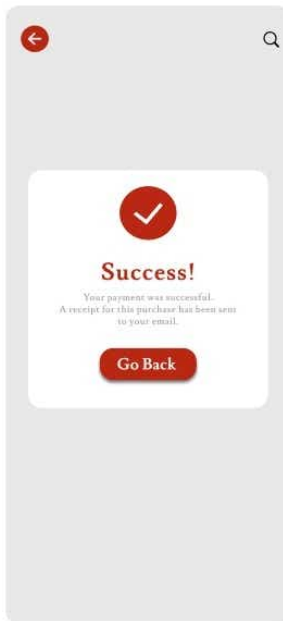 Success!
Your payment was successful.
A receipt for this purchase has been sent
to your email.
Go Back